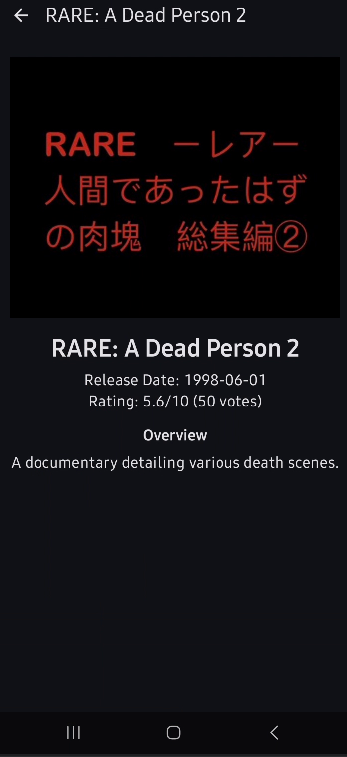 RARE: A Dead Person 2
RARE ーレアー
人間であったはず
の肉塊 総集編②
RARE: A Dead Person 2
Release Date: 1998-06-01
Rating: 5.6/10 (50 votes)
Overview
A documentary detailing various death scenes.